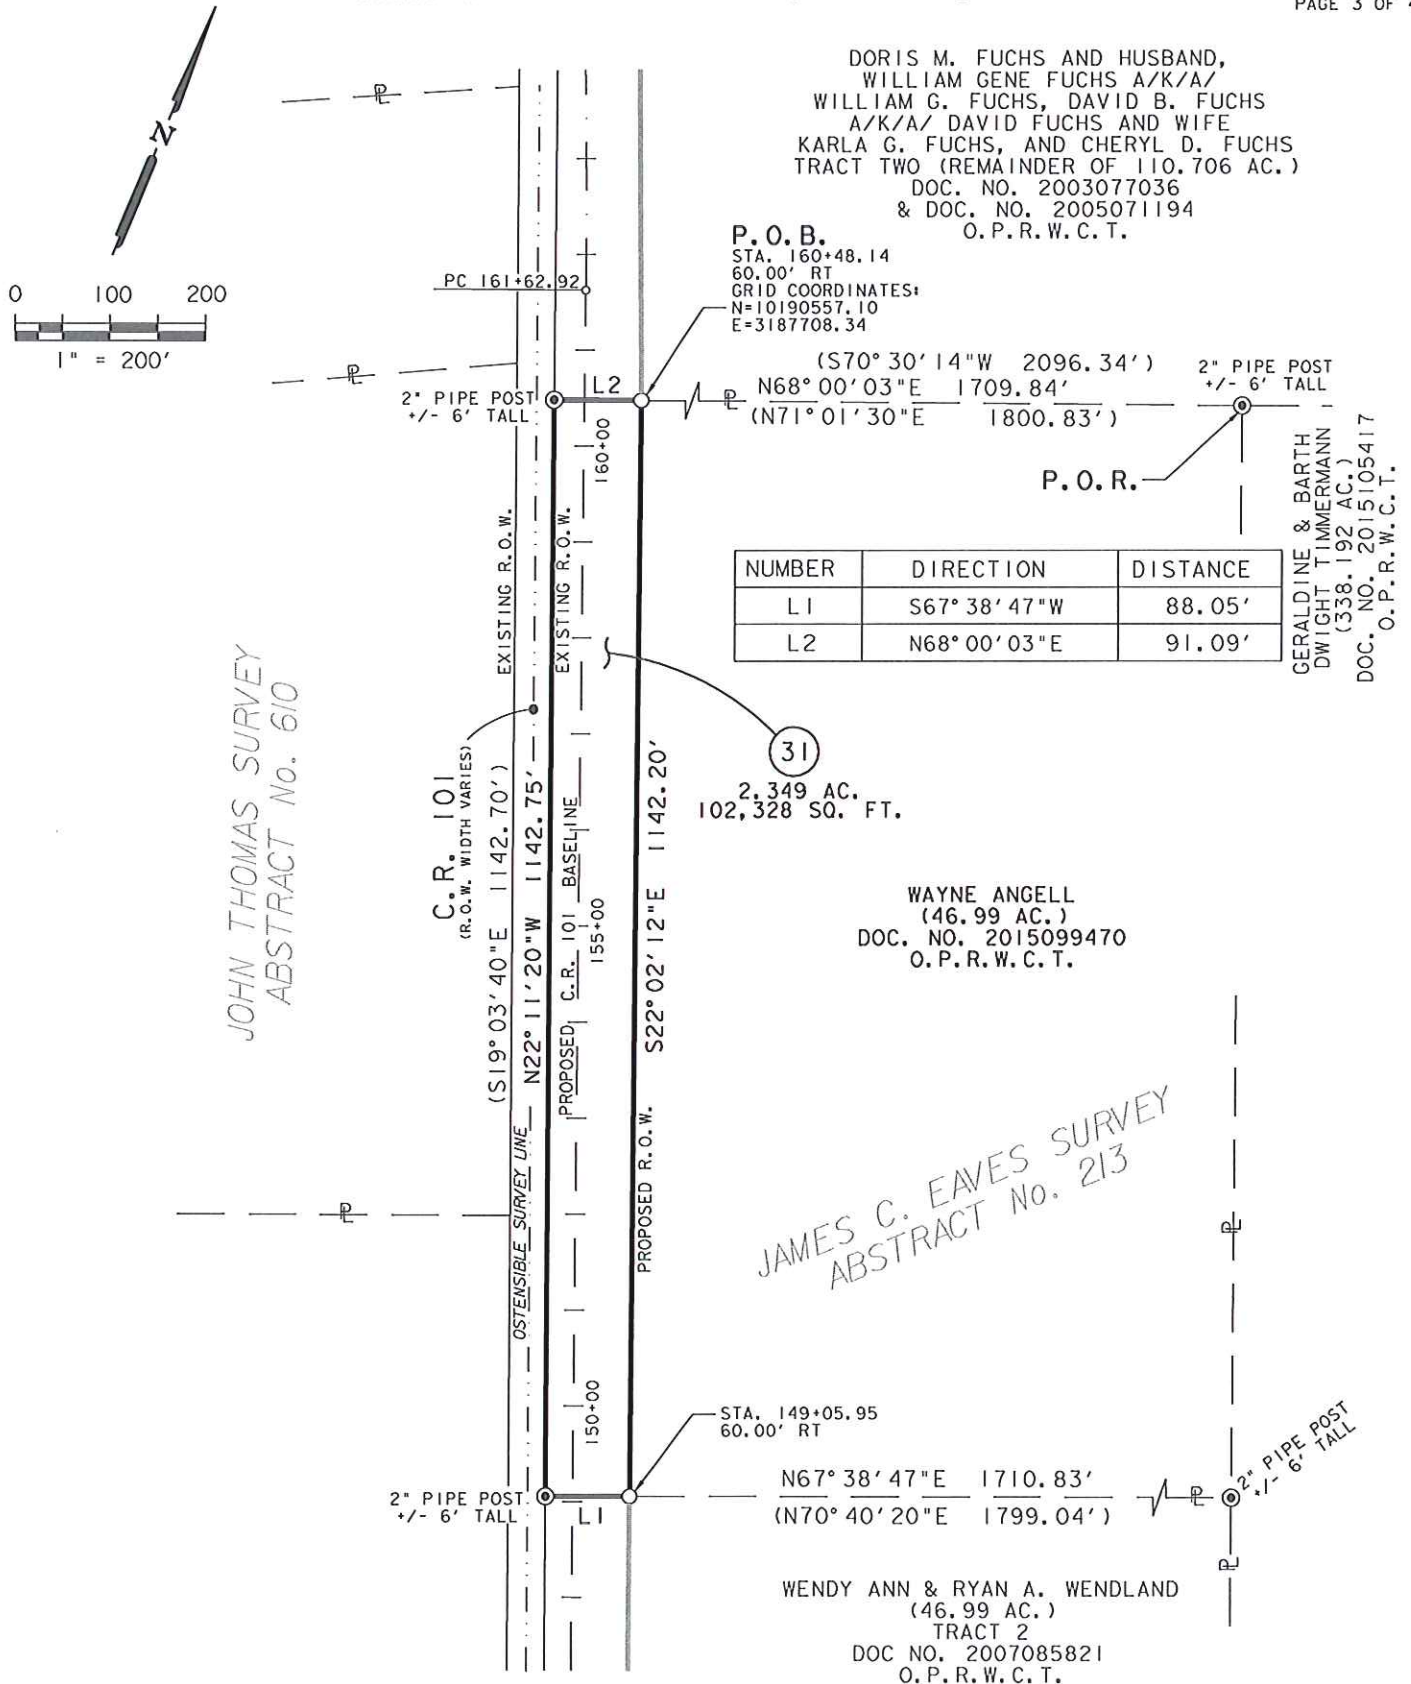 PAGE 3 OF 4
DORIS M. FUCHS AND HUSBAND,
WILLIAM GENE FUCHS A/K/A/
WILLIAM G. FUCHS, DAVID B. FUCHS
A/K/A/ DAVID FUCHS AND WIFE
KARLA G. FUCHS, AND CHERYL D. FUCHS
TRACT TWO (REMAINDER OF 110.706 AC.)
DOC. NO. 2003077036
& DOC. NO. 2005071194
O.P.R.W.C.T.
N
0 100 200
1" = 200'
PL
PC 161+62.92
P.O.B.
STA. 160+48.14
60.00' RT
GRID COORDINATES:
N=10190557.10
E=3187708.34
PL
2" PIPE POST
+/- 6' TALL
L2
(S70°30'14"W 2096.34')
PL
N68°00'03"E 1709.84'
(N71°01'30"E 1800.83')
2" PIPE POST
+/- 6' TALL
P.O.R.
160+00
EXISTING R.O.W.
EXISTING R.O.W.
GERALDINE & BARTH
DWIGHT TIMMERMANN
(338.192 AC.)
DOC. NO. 2015105417
O.P.R.W.C.T.
NUMBER DIRECTION DISTANCE
L1 S67°38'47"W 88.05'
L2 N68°00'03"E 91.09'
JOHN THOMAS SURVEY
ABSTRACT No. 610
C.R. 101
(R.O.W. WIDTH VARIES)
(S19°03'40"E 1142.70')
N22°11'20"W 1142.75'
PROPOSED C.R. 101 BASELINE
155+00
S22°02'12"E 1142.20'
31
2.349 AC.
102,328 SQ. FT.
WAYNE ANGELL
(46.99 AC.)
DOC. NO. 2015099470
O.P.R.W.C.T.
JAMES C. EAVES SURVEY
ABSTRACT No. 213
PL
OSTENSIBLE SURVEY LINE
PROPOSED R.O.W.
PL
150+00
STA. 149+05.95
60.00' RT
2" PIPE POST
+/- 6' TALL
L1
N67°38'47"E 1710.83'
(N70°40'20"E 1799.04')
PL
2" PIPE POST
+/- 6' TALL
PL
WENDY ANN & RYAN A. WENDLAND
(46.99 AC.)
TRACT 2
DOC NO. 2007085821
O.P.R.W.C.T.